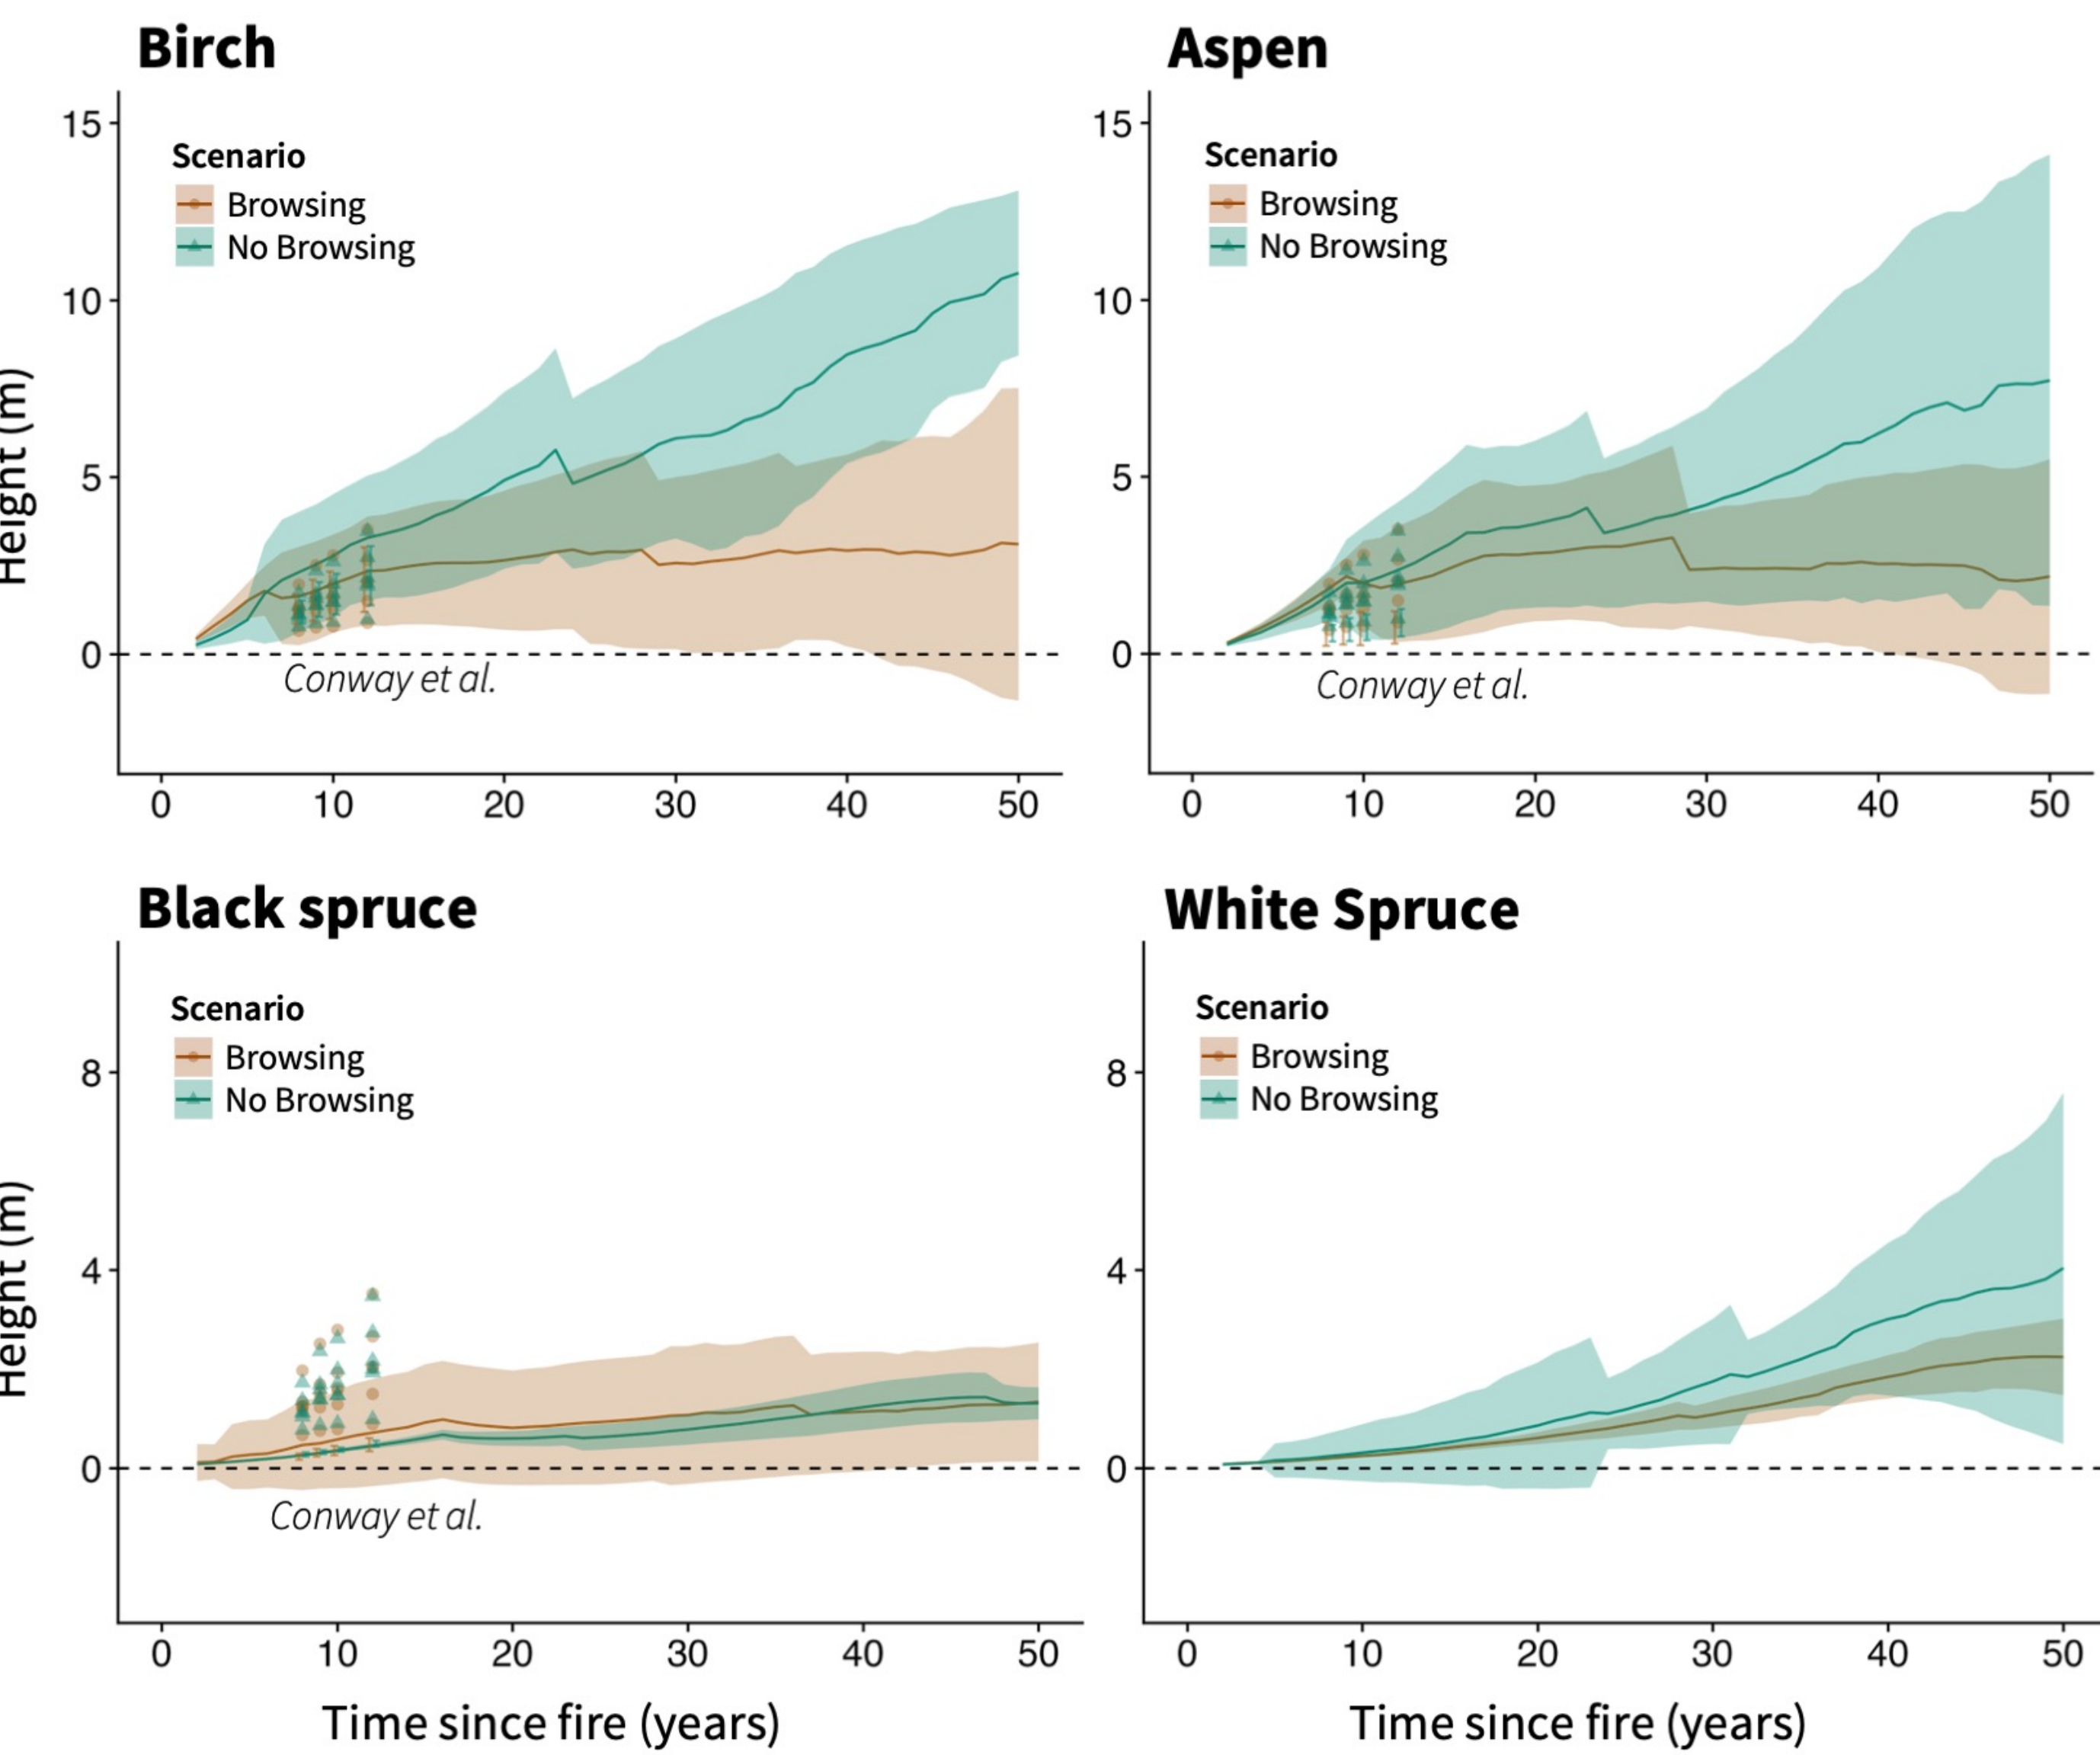 Birch
Aspen
15
10
5
0
Height (m)
Scenario
Browsing
No Browsing
Conway et al.
0 10 20 30 40 50
15
10
5
0
Scenario
Browsing
No Browsing
Conway et al.
0 10 20 30 40 50
Black spruce
White Spruce
8
4
0
Height (m)
Scenario
Browsing
No Browsing
Conway et al.
0 10 20 30 40 50
Time since fire (years)
8
4
0
Scenario
Browsing
No Browsing
0 10 20 30 40 50
Time since fire (years)